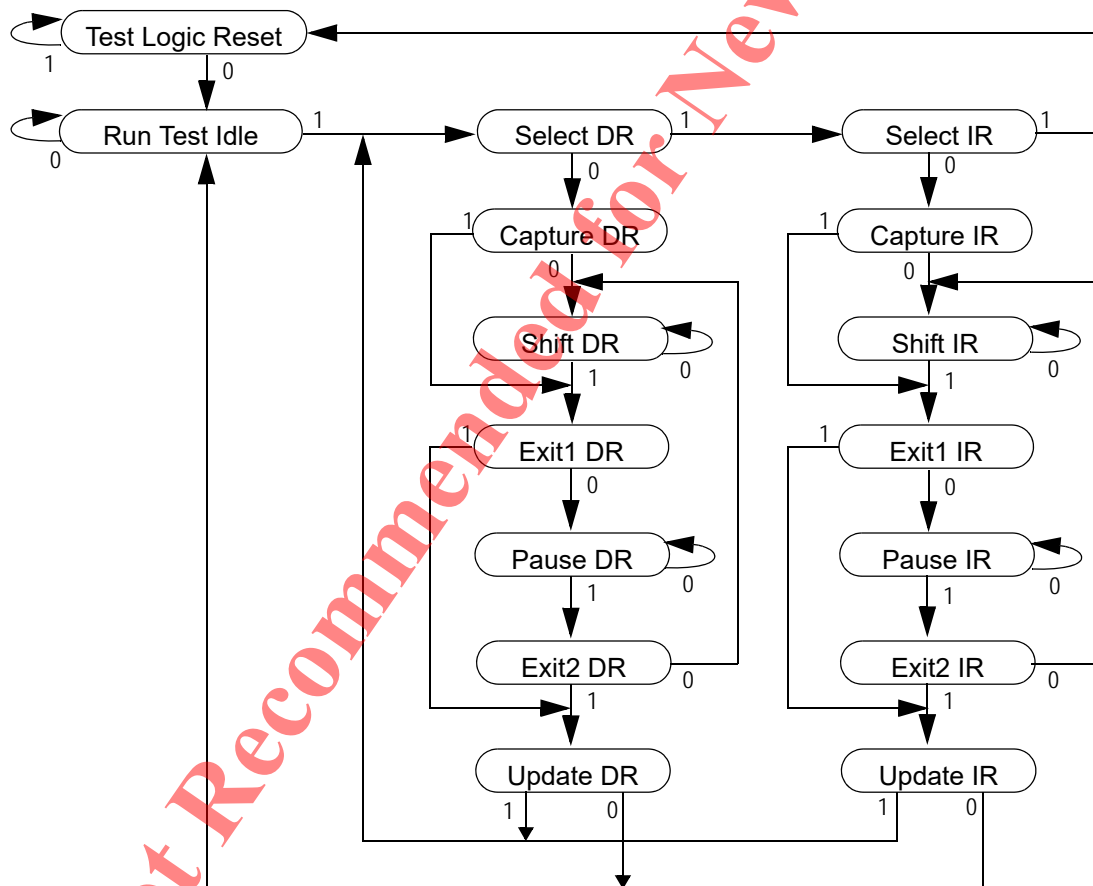 Test Logic Reset
1
0
Run Test Idle
0
1
Select DR
1
0
Select IR
1
0
1
Capture DR
0
1
Capture IR
0
Shift DR
0
1
Shift IR
0
1
1
Exit1 DR
0
1
Exit1 IR
0
Pause DR
0
1
Pause IR
0
1
Exit2 DR
0
1
Exit2 IR
0
1
Update DR
1
0
Update IR
1
0
Recommended for New